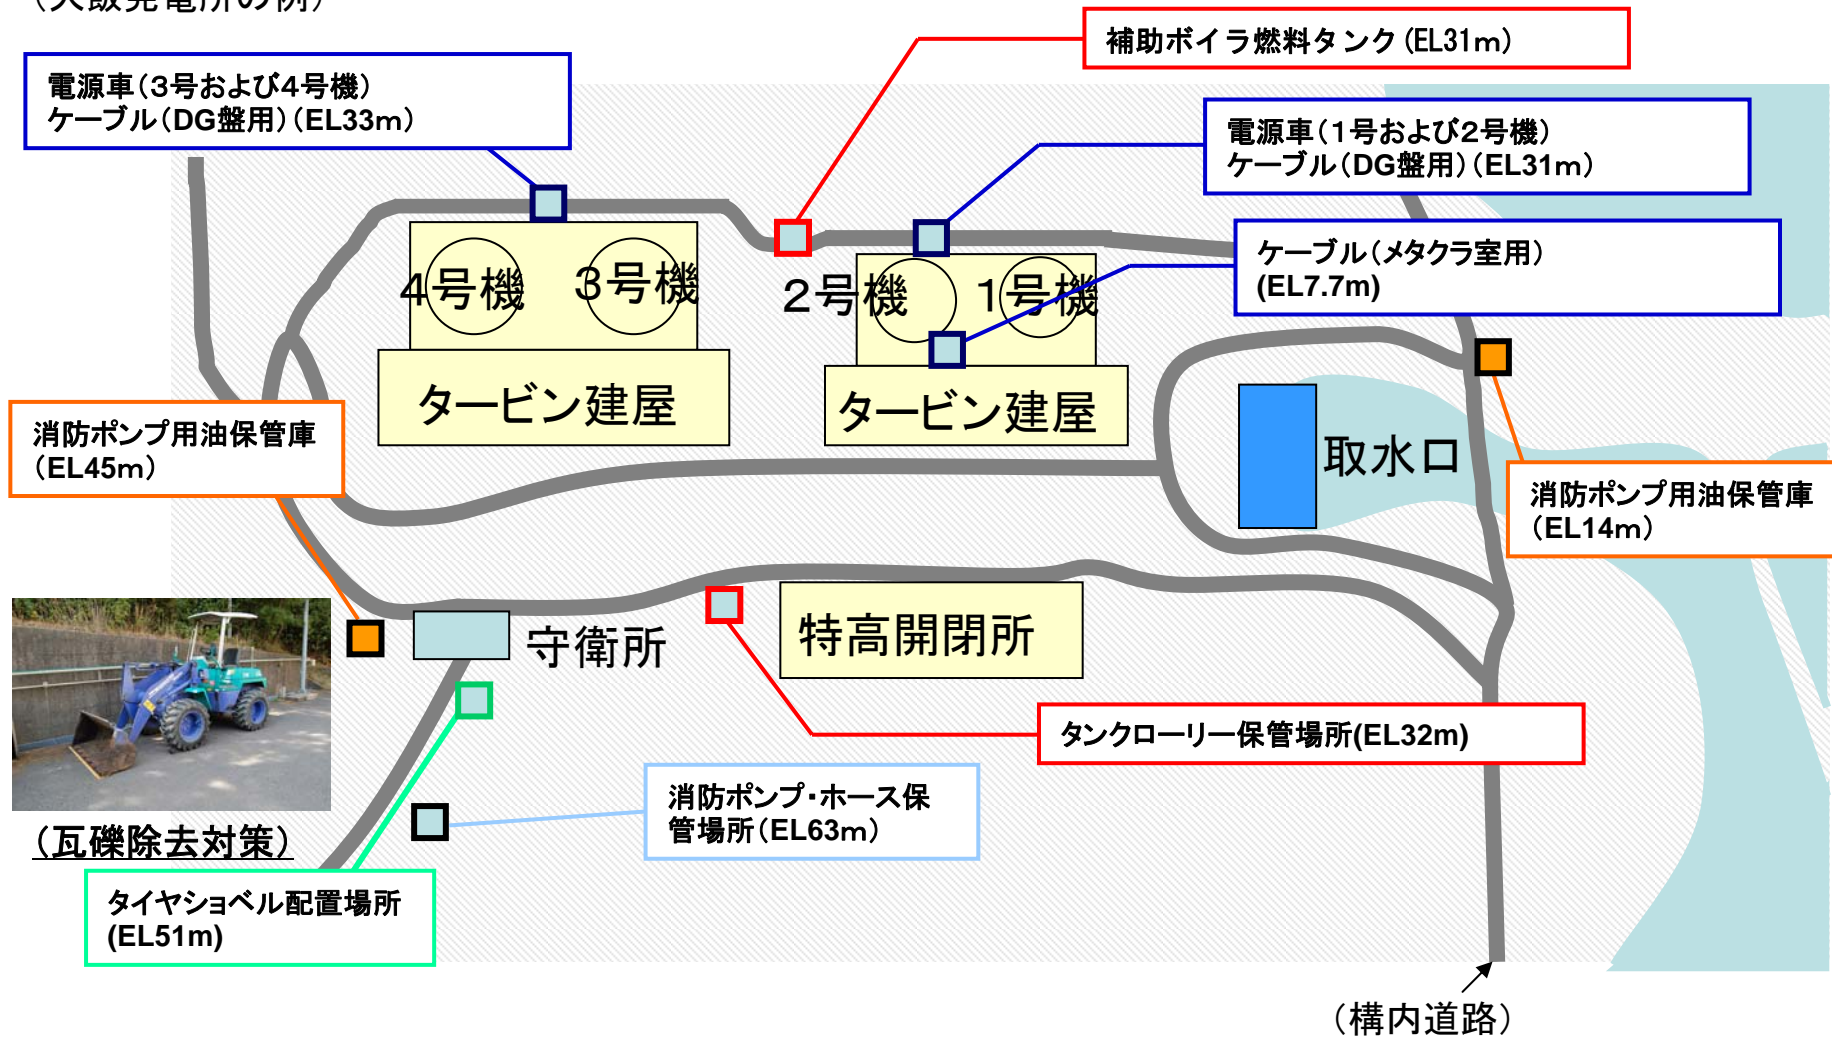 (大飯発電所の例)
補助ボイラ燃料タンク(EL31m)
電源車(3号および4号機)
ケーブル(DG盤用)(EL33m)
電源車(1号および2号機)
ケーブル(DG盤用)(EL31m)
ケーブル(メタクラ室用)
(EL7.7m)
4号機
3号機
2号機
1号機
タービン建屋
タービン建屋
消防ポンプ用油保管庫
(EL45m)
取水口
消防ポンプ用油保管庫
(EL14m)
守衛所
特高開閉所
タンクローリー保管場所(EL32m)
消防ポンプ・ホース保
管場所(EL63m)
(瓦礫除去対策)
タイヤショベル配置場所
(EL51m)
(構内道路)